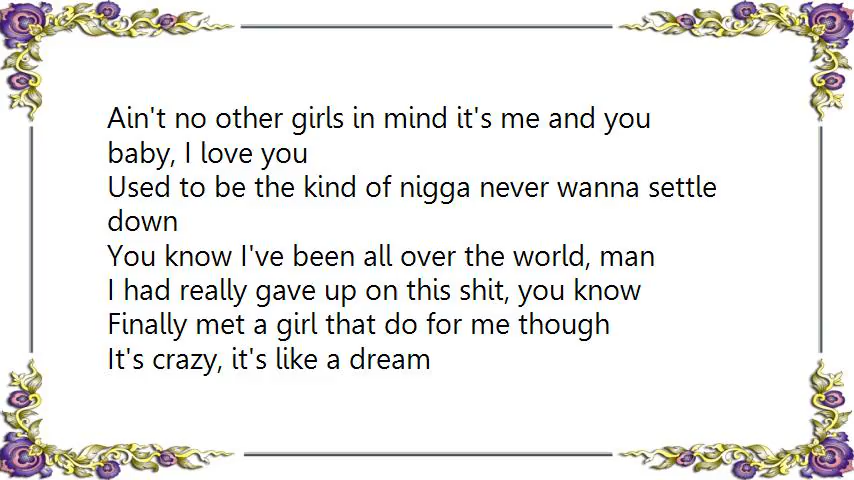 Ain't no other girls in mind it's me and you
baby, I love you
Used to be the kind of nigga never wanna settle
down
You know I've been all over the world, man
I had really gave up on this shit, you know
Finally met a girl that do for me though
It's crazy, it's like a dream